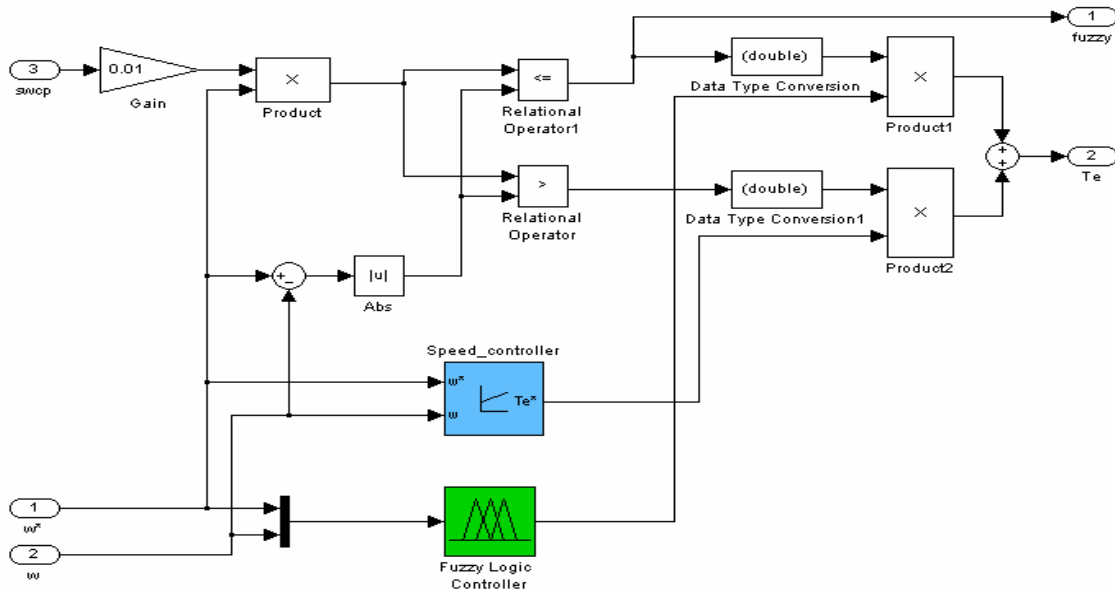 1
fuzzy
3
swcp
0.01
Gain
×
Product
<=
Relational
Operator1
(double)
Data Type Conversion
×
Product1
+
+
2
Te
>
Relational
Operator
(double)
Data Type Conversion1
×
Product2
+
−
|u|
Abs
Speed_controller
w*
w
Te*
1
w*
2
w
Fuzzy Logic
Controller